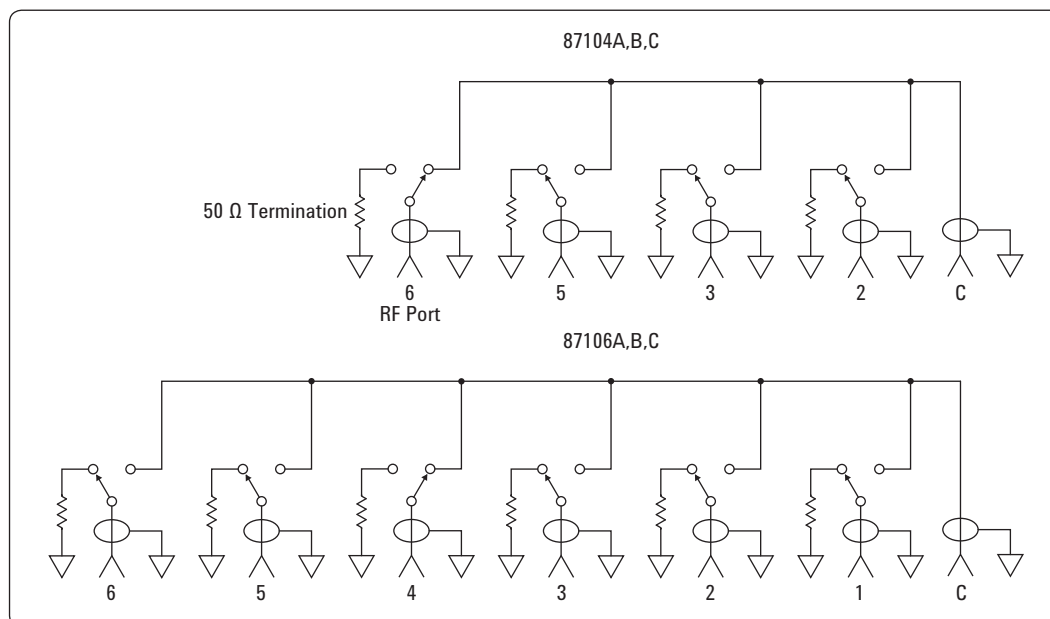 87104A,B,C
50 Ω Termination
6 5 3 2 C
RF Port
87106A,B,C
6 5 4 3 2 1 C